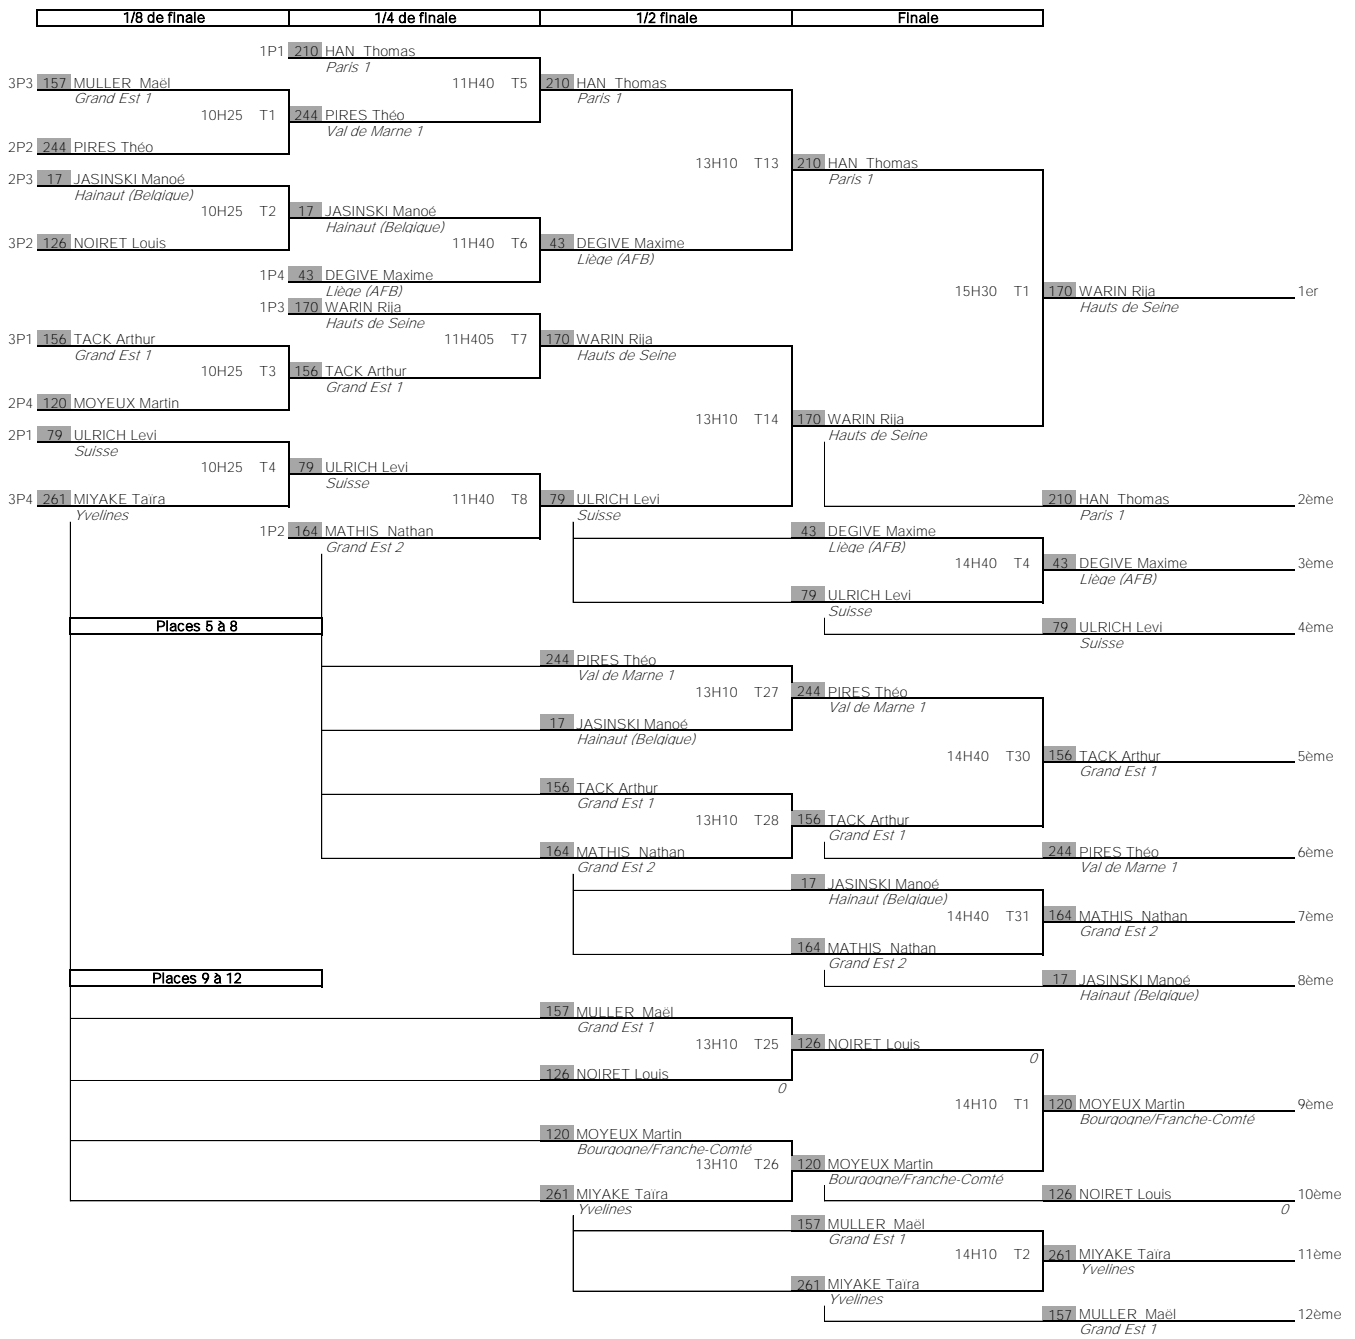 1/8 de finale 1/4 de finale 1/2 finale Finale
1P1 210 HAN Thomas
Paris 1
3P3 157 MULLER Maël 11H40 T5 210 HAN Thomas
Grand Est 1 Paris 1
10H25 T1 244 PIRES Théo
Val de Marne 1
2P2 244 PIRES Théo
13H10 T13 210 HAN Thomas
2P3 17 JASINSKI Manoé Paris 1
Hainaut (Belgique)
10H25 T2 17 JASINSKI Manoé
Hainaut (Belgique)
3P2 126 NOIRET Louis 11H40 T6 43 DEGIVE Maxime
Liège (AFB)
1P4 43 DEGIVE Maxime
Liège (AFB) 15H30 T1 170 WARIN Rija 1er
1P3 170 WARIN Rija Hauts de Seine
Hauts de Seine
3P1 156 TACK Arthur 11H405 T7 170 WARIN Rija
Grand Est 1 Hauts de Seine
10H25 T3 156 TACK Arthur
Grand Est 1
2P4 120 MOYEUX Martin
13H10 T14 170 WARIN Rija
2P1 79 ULRICH Levi Hauts de Seine
Suisse
10H25 T4 79 ULRICH Levi
Suisse
3P4 261 MIYAKE Taïra 11H40 T8 79 ULRICH Levi 210 HAN Thomas 2ème
Yvelines Suisse Paris 1
1P2 164 MATHIS Nathan 43 DEGIVE Maxime
Grand Est 2 Liège (AFB)
14H40 T4 43 DEGIVE Maxime 3ème
Liège (AFB)
79 ULRICH Levi
Suisse
Places 5 à 8 79 ULRICH Levi 4ème
Suisse
244 PIRES Théo
Val de Marne 1
13H10 T27 244 PIRES Théo
Val de Marne 1
17 JASINSKI Manoé
Hainaut (Belgique)
14H40 T30 156 TACK Arthur 5ème
Grand Est 1
156 TACK Arthur
Grand Est 1
13H10 T28 156 TACK Arthur
Grand Est 1
164 MATHIS Nathan 244 PIRES Théo 6ème
Grand Est 2 Val de Marne 1
17 JASINSKI Manoé
Hainaut (Belgique)
14H40 T31 164 MATHIS Nathan 7ème
Grand Est 2
164 MATHIS Nathan
Grand Est 2
Places 9 à 12 17 JASINSKI Manoé 8ème
Hainaut (Belgique)
157 MULLER Maël
Grand Est 1
13H10 T25 126 NOIRET Louis
0
126 NOIRET Louis
0
14H10 T1 120 MOYEUX Martin 9ème
Bourgogne/Franche-Comté
120 MOYEUX Martin
Bourgogne/Franche-Comté
13H10 T26 120 MOYEUX Martin
Bourgogne/Franche-Comté
261 MIYAKE Taïra 126 NOIRET Louis 10ème
Yvelines 0
157 MULLER Maël
Grand Est 1
14H10 T2 261 MIYAKE Taïra 11ème
Yvelines
261 MIYAKE Taïra
Yvelines
157 MULLER Maël 12ème
Grand Est 1